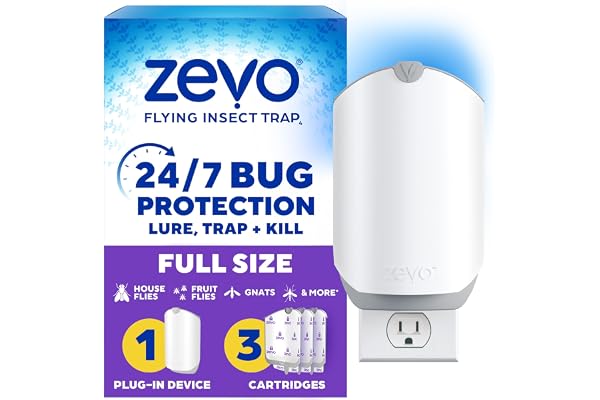 zevo®
FLYING INSECT TRAP
24/7 BUG
PROTECTION
LURE, TRAP + KILL
FULL SIZE
HOUSE
FLIES
FRUIT
FLIES
GNATS
& MORE*
1
PLUG-IN DEVICE
3
CARTRIDGES
zevo